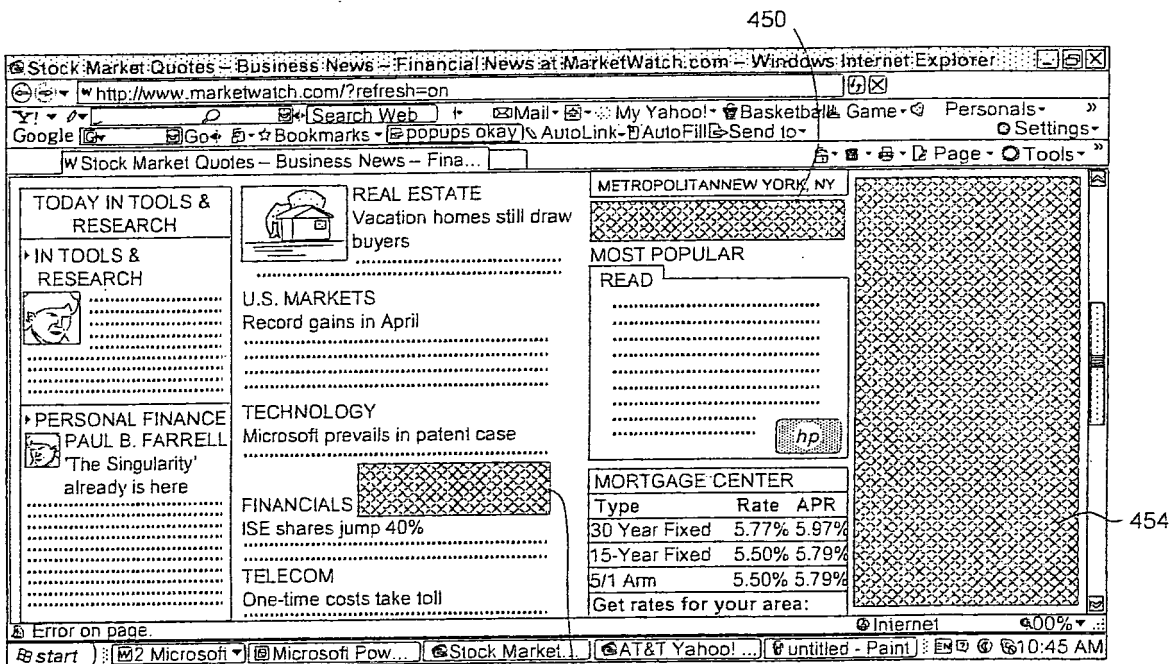 450
Stock Market Quotes – Business News – Financial News at MarketWatch.com – Windows Internet Explorer
http://www.marketwatch.com/?refresh=on
Y! Search Web Mail My Yahoo! Basketball Game Personals »
Google G Go Bookmarks popups okay AutoLink AutoFill Send to Settings
W Stock Market Quotes – Business News – Fina... Page Tools »
TODAY IN TOOLS &
RESEARCH
IN TOOLS &
RESEARCH
PERSONAL FINANCE
PAUL B. FARRELL
'The Singularity'
already is here
REAL ESTATE
Vacation homes still draw
buyers
U.S. MARKETS
Record gains in April
TECHNOLOGY
Microsoft prevails in patent case
FINANCIALS
ISE shares jump 40%
TELECOM
One-time costs take toll
METROPOLITANNEW YORK, NY
MOST POPULAR
READ
hp
MORTGAGE CENTER
Type Rate APR
30 Year Fixed 5.77% 5.97%
15-Year Fixed 5.50% 5.79%
5/1 Arm 5.50% 5.79%
Get rates for your area:
454
Error on page. Internet 00%
start 2 Microsoft Microsoft Pow... Stock Market... AT&T Yahoo! ... untitled - Paint EN 10:45 AM